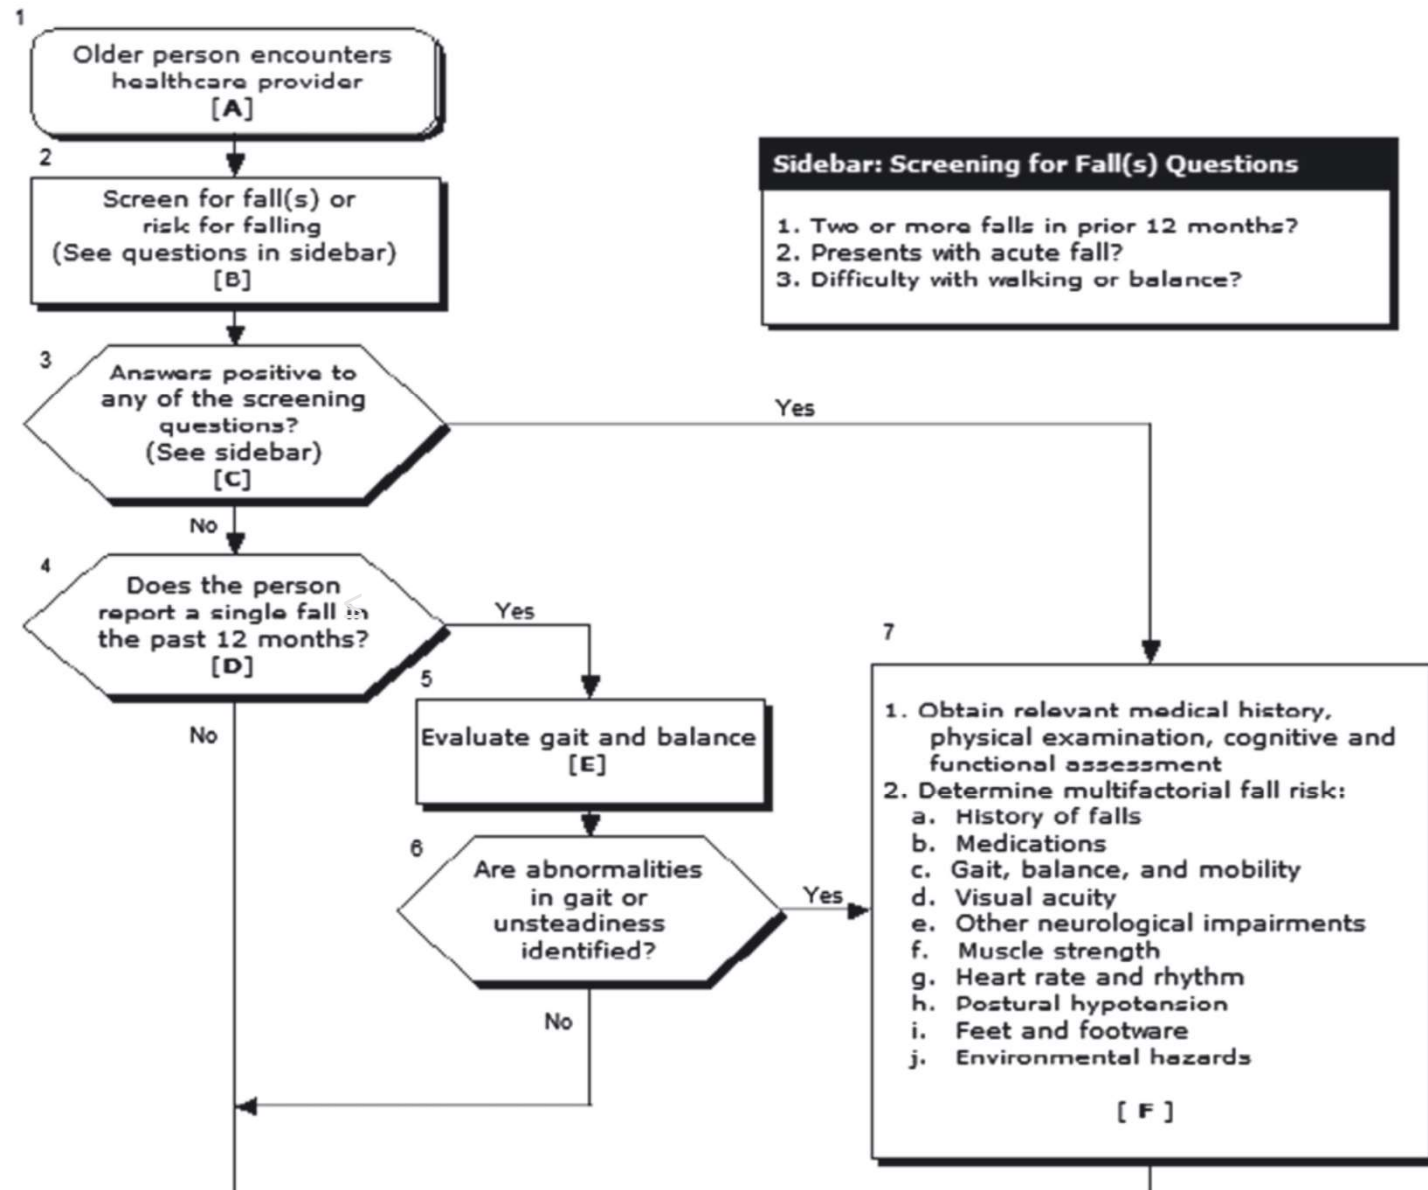 1
Older person encounters
healthcare provider
[A]
2
Screen for fall(s) or
risk for falling
(See questions in sidebar)
[B]
Sidebar: Screening for Fall(s) Questions
1. Two or more falls in prior 12 months?
2. Presents with acute fall?
3. Difficulty with walking or balance?
3
Answers positive to
any of the screening
questions?
(See sidebar)
[C]
Yes
No
4
Does the person
report a single fall in
the past 12 months?
[D]
Yes
No
5
Evaluate gait and balance
[E]
6
Are abnormalities
in gait or
unsteadiness
identified?
Yes
No
7
1. Obtain relevant medical history,
physical examination, cognitive and
functional assessment
2. Determine multifactorial fall risk:
a. History of falls
b. Medications
c. Gait, balance, and mobility
d. Visual acuity
e. Other neurological impairments
f. Muscle strength
g. Heart rate and rhythm
h. Postural hypotension
i. Feet and footware
j. Environmental hazards
[ F ]